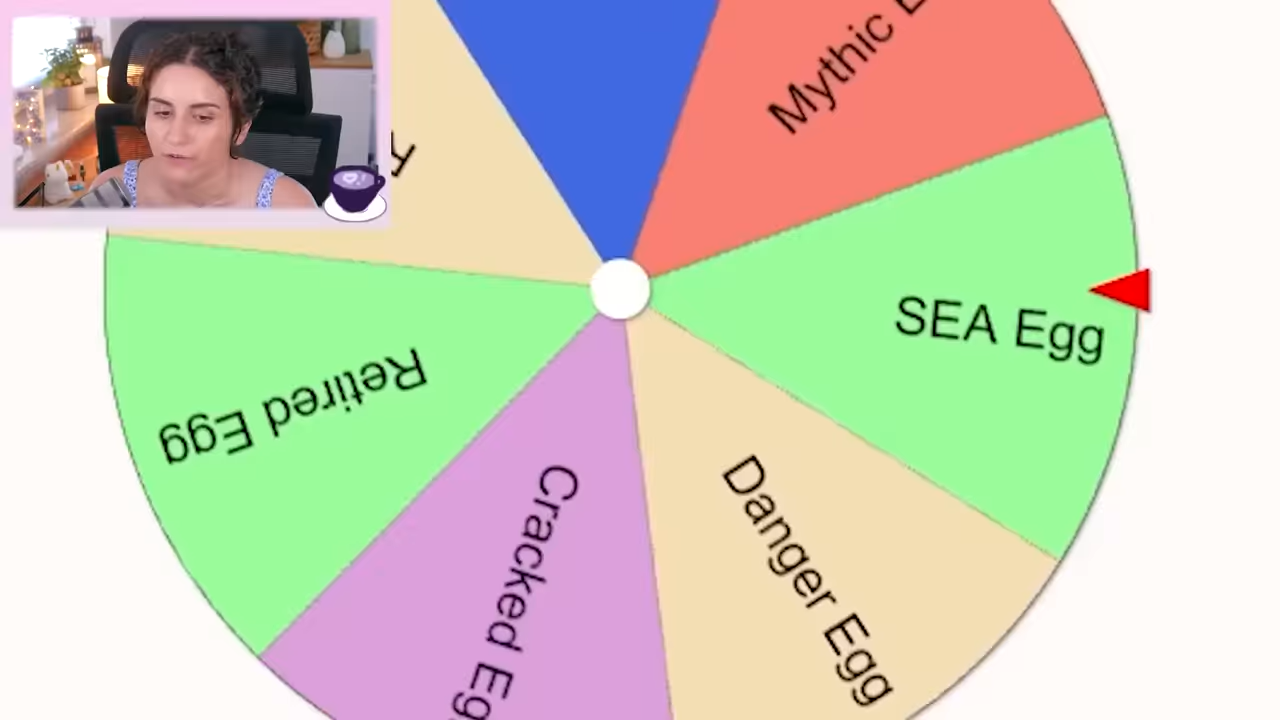 Mythic
SEA Egg
Danger Egg
Cracked
Retired Egg